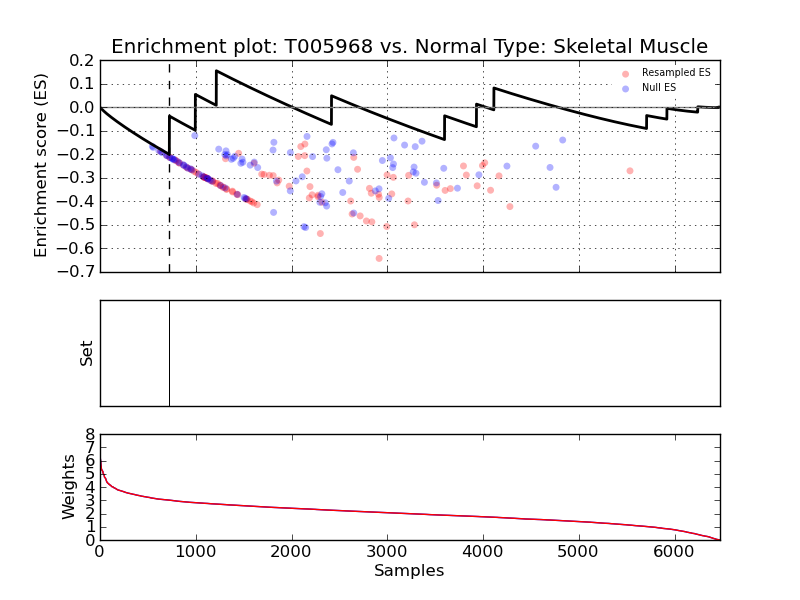 Enrichment plot: T005968 vs. Normal Type: Skeletal Muscle
Enrichment score (ES)
0.2
0.1
0.0
−0.1
−0.2
−0.3
−0.4
−0.5
−0.6
−0.7
Resampled ES
Null ES
Set
Weights
8
7
6
5
4
3
2
1
0
0 1000 2000 3000 4000 5000 6000
Samples